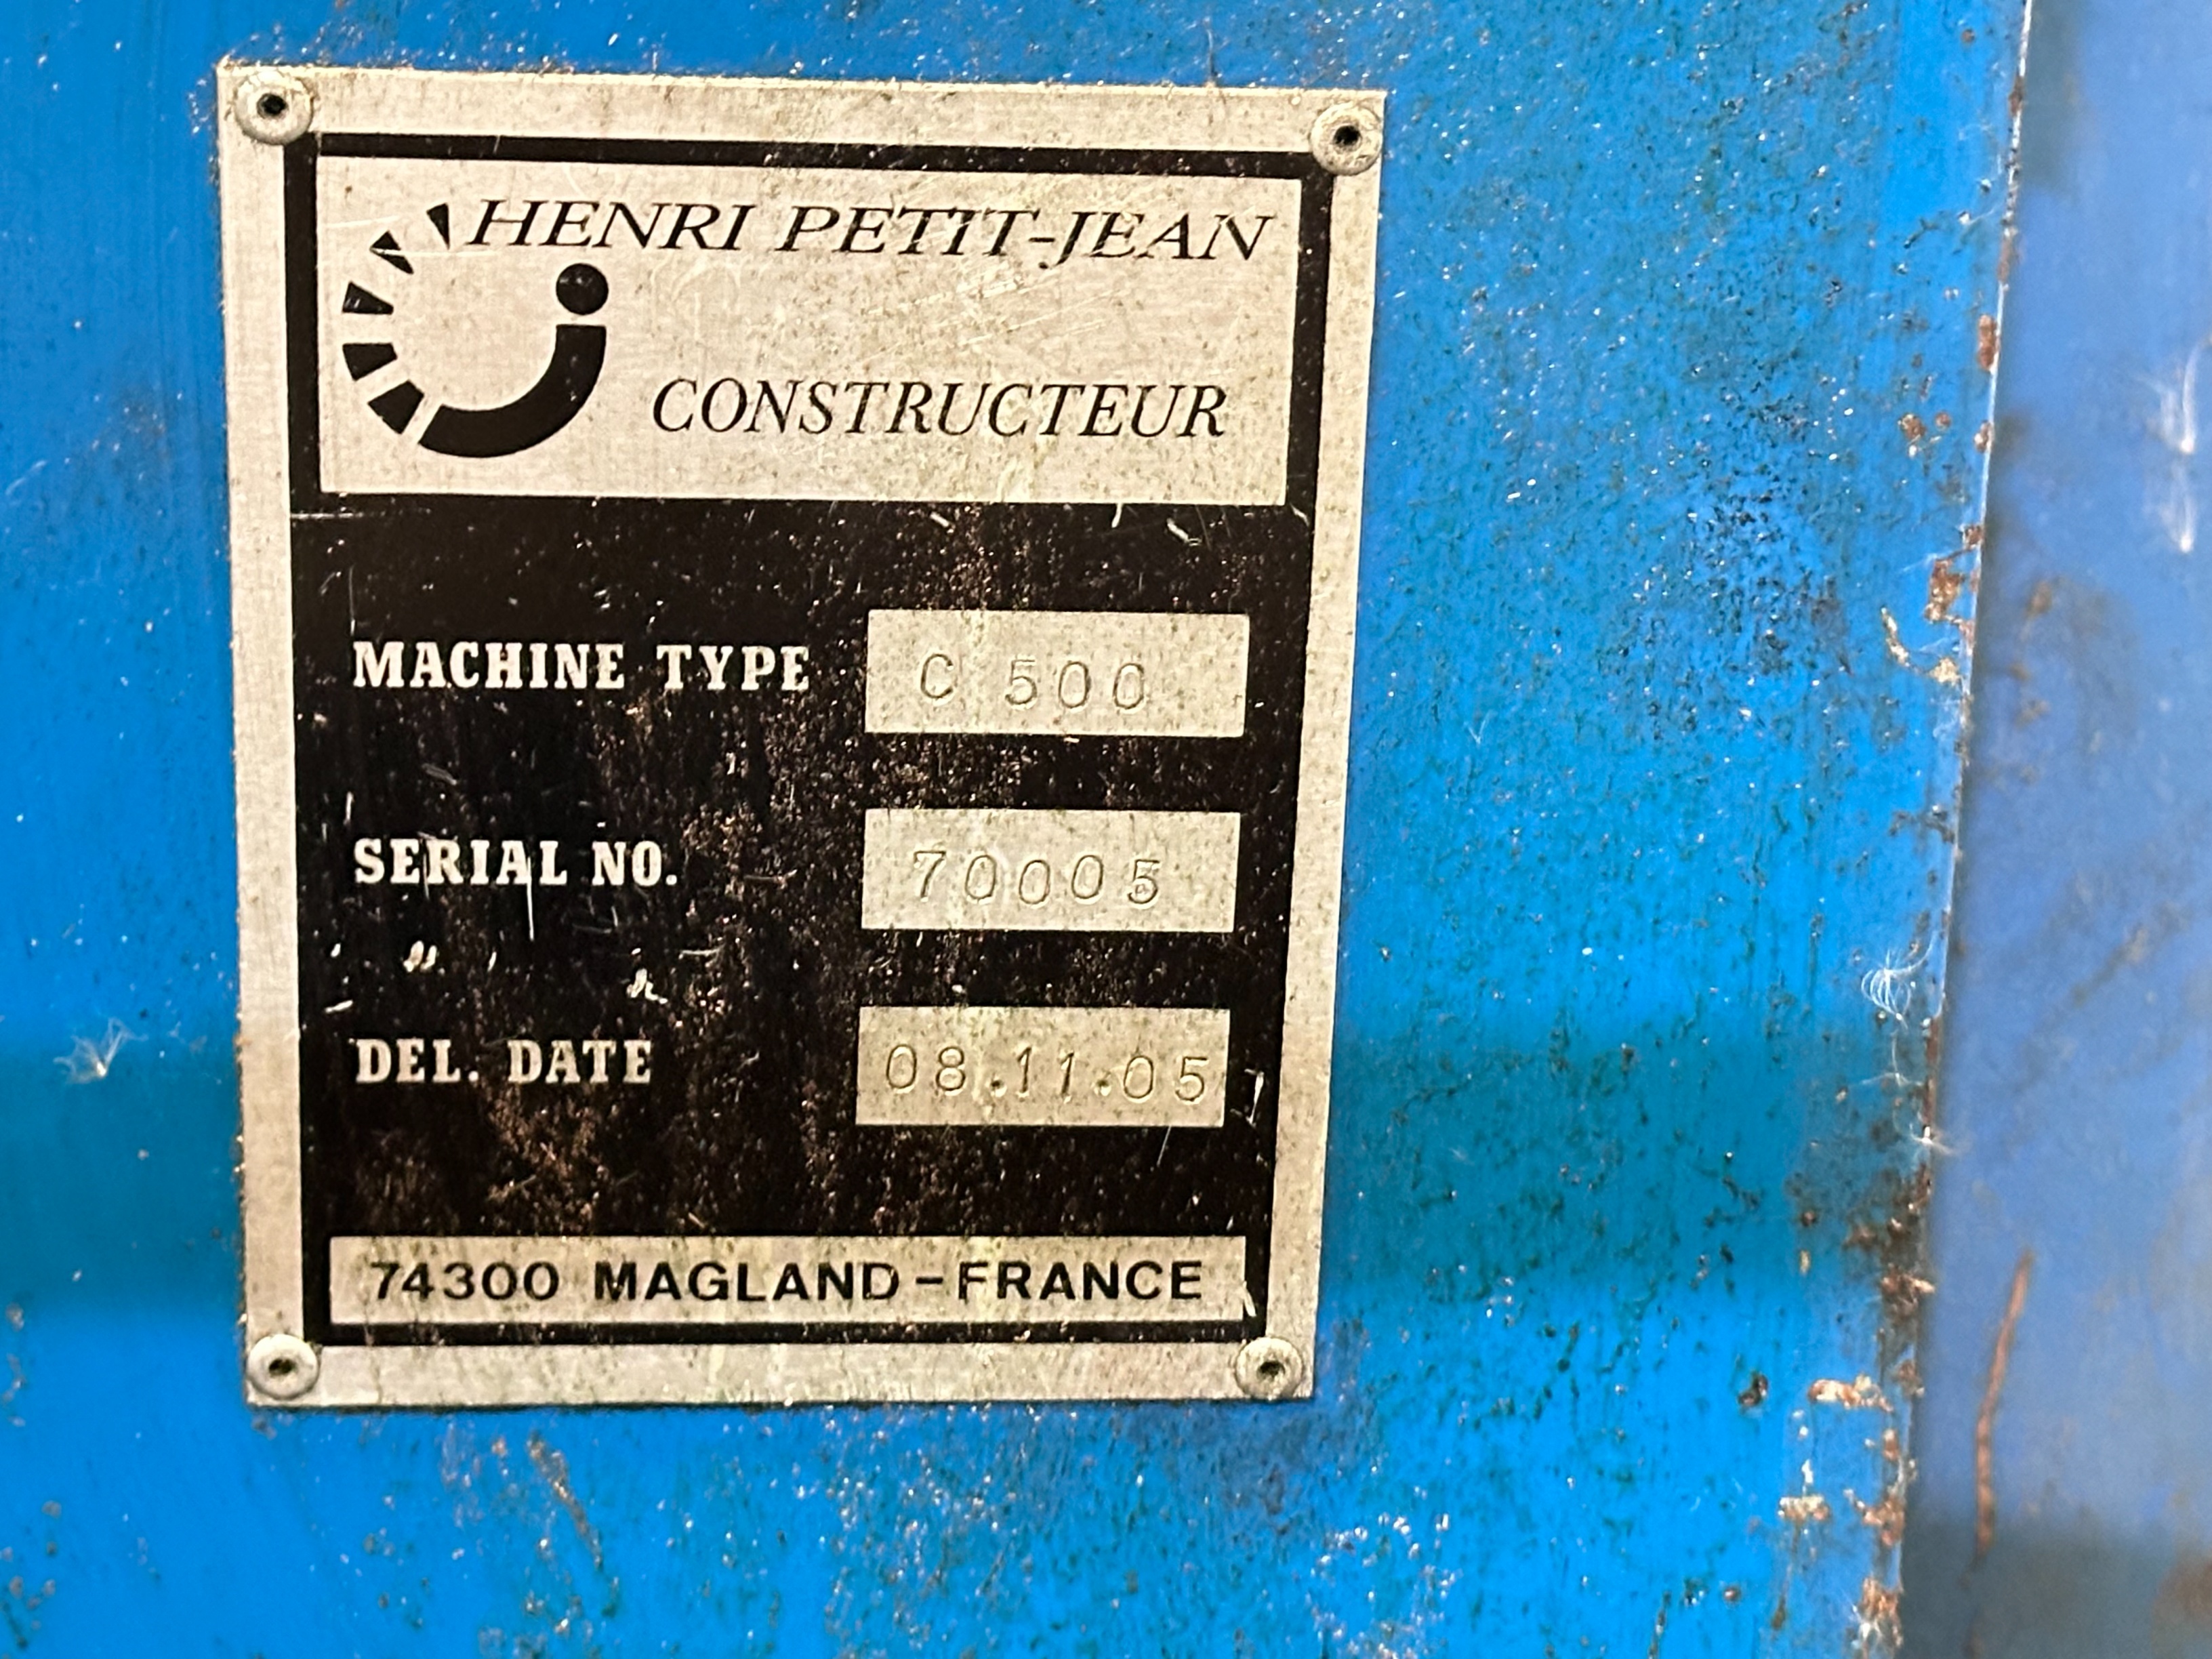 HENRI PETIT-JEAN
CONSTRUCTEUR
MACHINE TYPE C 500
SERIAL NO. 70005
DEL. DATE 08.11.05
74300 MAGLAND-FRANCE